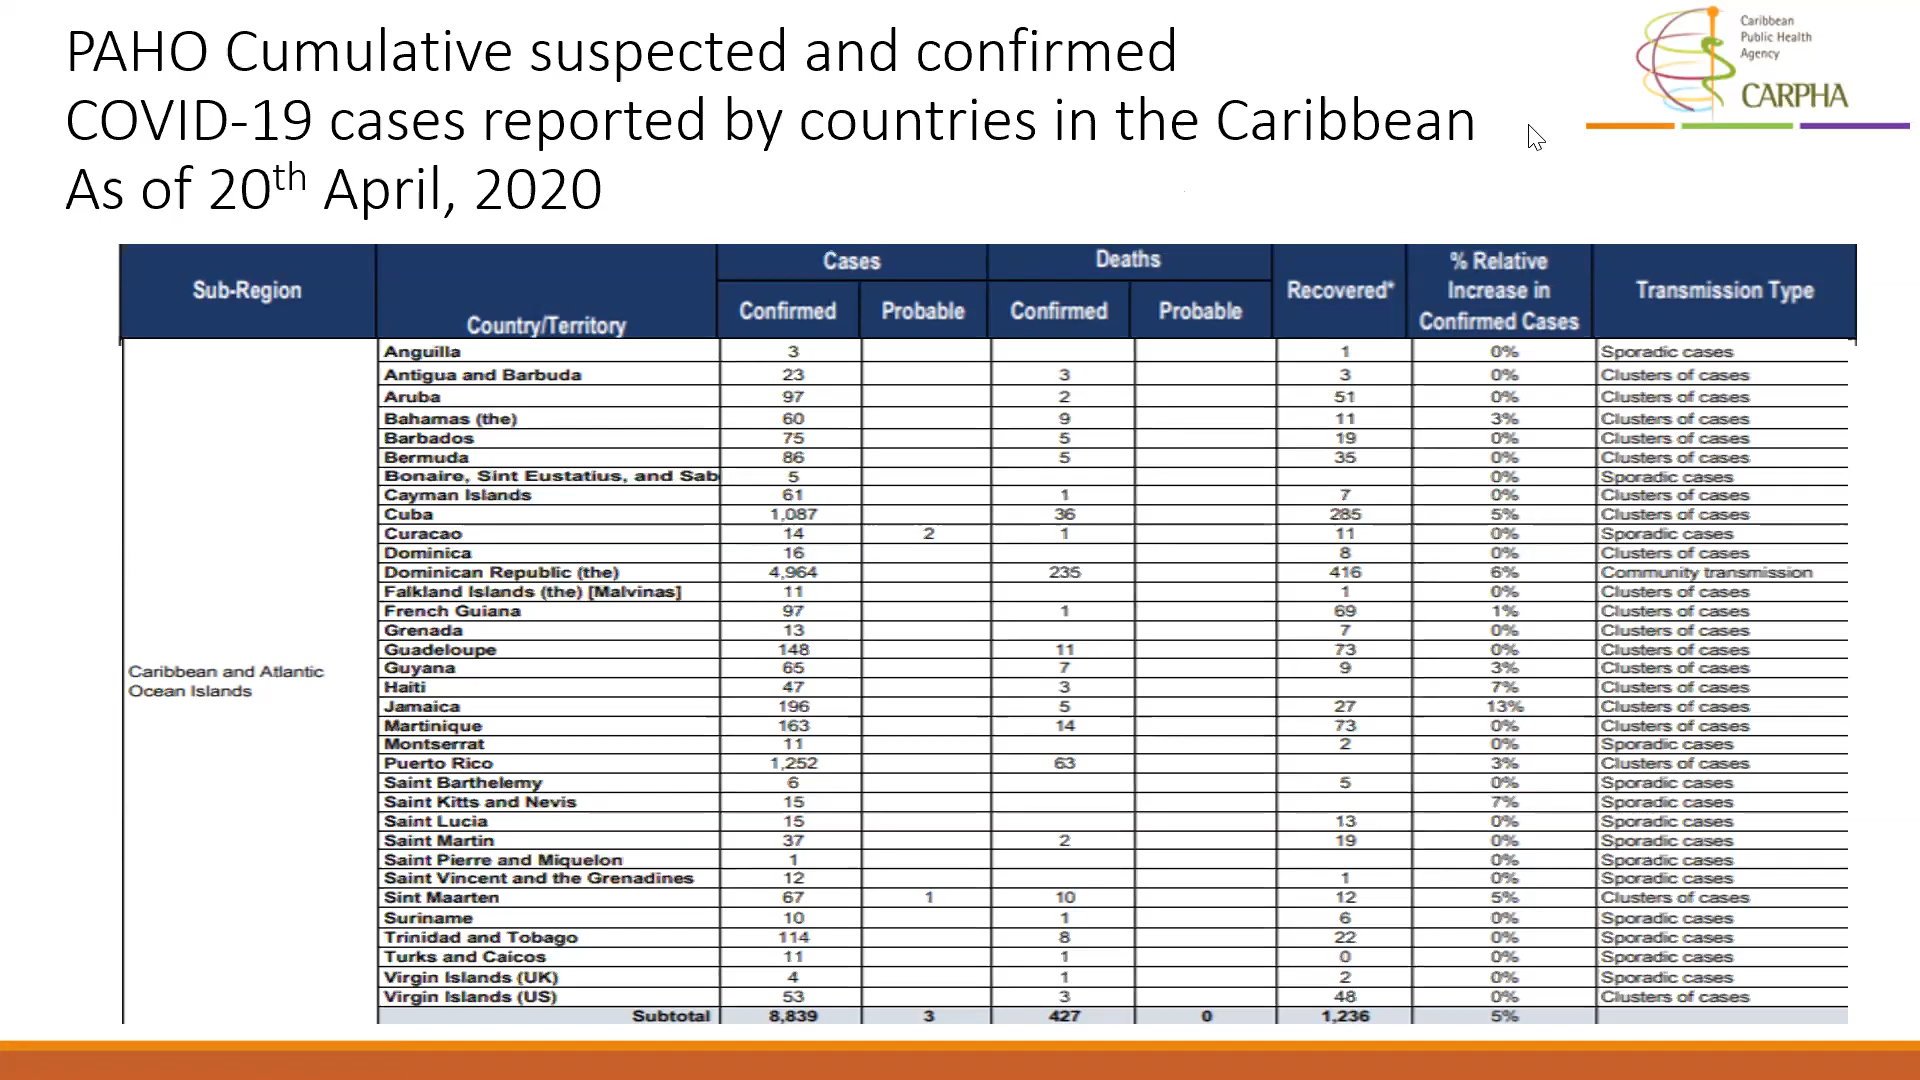 PAHO Cumulative suspected and confirmed
COVID-19 cases reported by countries in the Caribbean
As of 20th April, 2020
Caribbean
Public Health
Agency
CARPHA
Sub-Region Country/Territory Cases Deaths Recovered* % Relative Increase in Confirmed Cases Transmission Type
Confirmed Probable Confirmed Probable
Anguilla 3 1 0% Sporadic cases
Antigua and Barbuda 23 3 3 0% Clusters of cases
Aruba 97 2 51 0% Clusters of cases
Bahamas (the) 60 9 11 3% Clusters of cases
Barbados 75 5 19 0% Clusters of cases
Bermuda 86 5 35 0% Clusters of cases
Bonaire, Sint Eustatius, and Sab 5 0% Sporadic cases
Cayman Islands 61 1 7 0% Clusters of cases
Cuba 1,087 36 285 5% Clusters of cases
Curacao 14 2 1 11 0% Sporadic cases
Dominica 16 8 0% Clusters of cases
Dominican Republic (the) 4,964 235 416 6% Community transmission
Falkland Islands (the) [Malvinas] 11 1 0% Clusters of cases
French Guiana 97 1 69 1% Clusters of cases
Grenada 13 7 0% Clusters of cases
Guadeloupe 148 11 73 0% Clusters of cases
Guyana 65 7 9 3% Clusters of cases
Caribbean and Atlantic
Ocean Islands
Haiti 47 3 7% Clusters of cases
Jamaica 196 5 27 13% Clusters of cases
Martinique 163 14 73 0% Clusters of cases
Montserrat 11 2 0% Sporadic cases
Puerto Rico 1,252 63 3% Clusters of cases
Saint Barthelemy 6 5 0% Sporadic cases
Saint Kitts and Nevis 15 7% Sporadic cases
Saint Lucia 15 13 0% Sporadic cases
Saint Martin 37 2 19 0% Sporadic cases
Saint Pierre and Miquelon 1 0% Sporadic cases
Saint Vincent and the Grenadines 12 1 0% Sporadic cases
Sint Maarten 67 1 10 12 5% Clusters of cases
Suriname 10 1 6 0% Sporadic cases
Trinidad and Tobago 114 8 22 0% Sporadic cases
Turks and Caicos 11 1 0 0% Sporadic cases
Virgin Islands (UK) 4 1 2 0% Sporadic cases
Virgin Islands (US) 53 3 48 0% Clusters of cases
Subtotal 8,839 3 427 0 1,236 5%